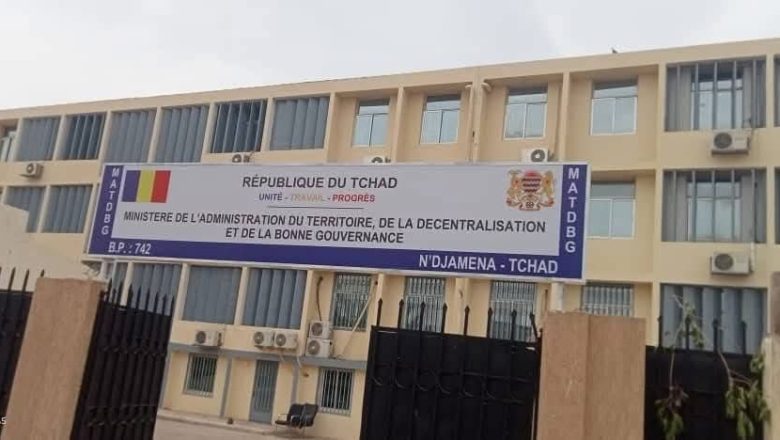 RÉPUBLIQUE DU TCHAD
UNITÉ - TRAVAIL - PROGRÈS
MINISTERE DE L'ADMINISTRATION DU TERRITOIRE, DE LA DECENTRALISATION
ET DE LA BONNE GOUVERNANCE
MATDBG
MATDBG
B.P. : 742
N'DJAMENA - TCHAD